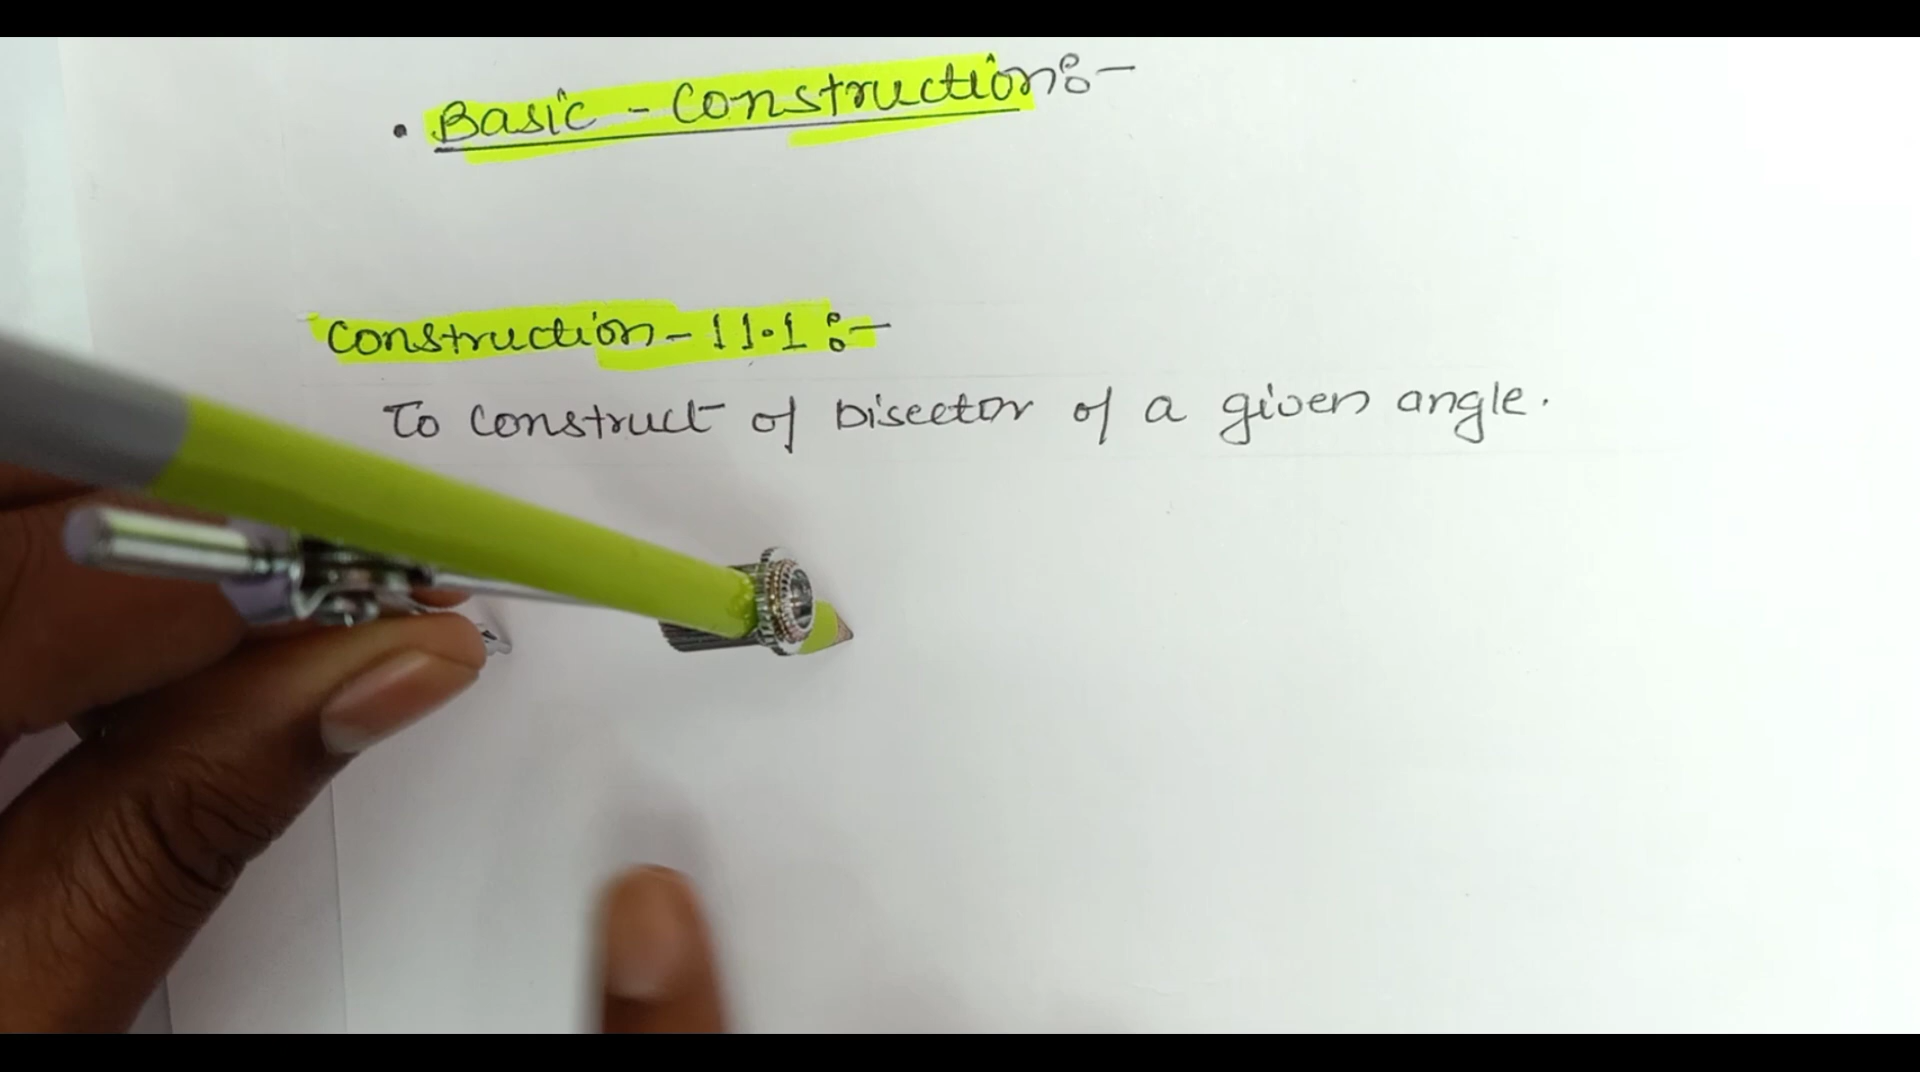 • Basic - Construction:-
Construction - 11.1 :-
To Construct of Bisector of a given angle.